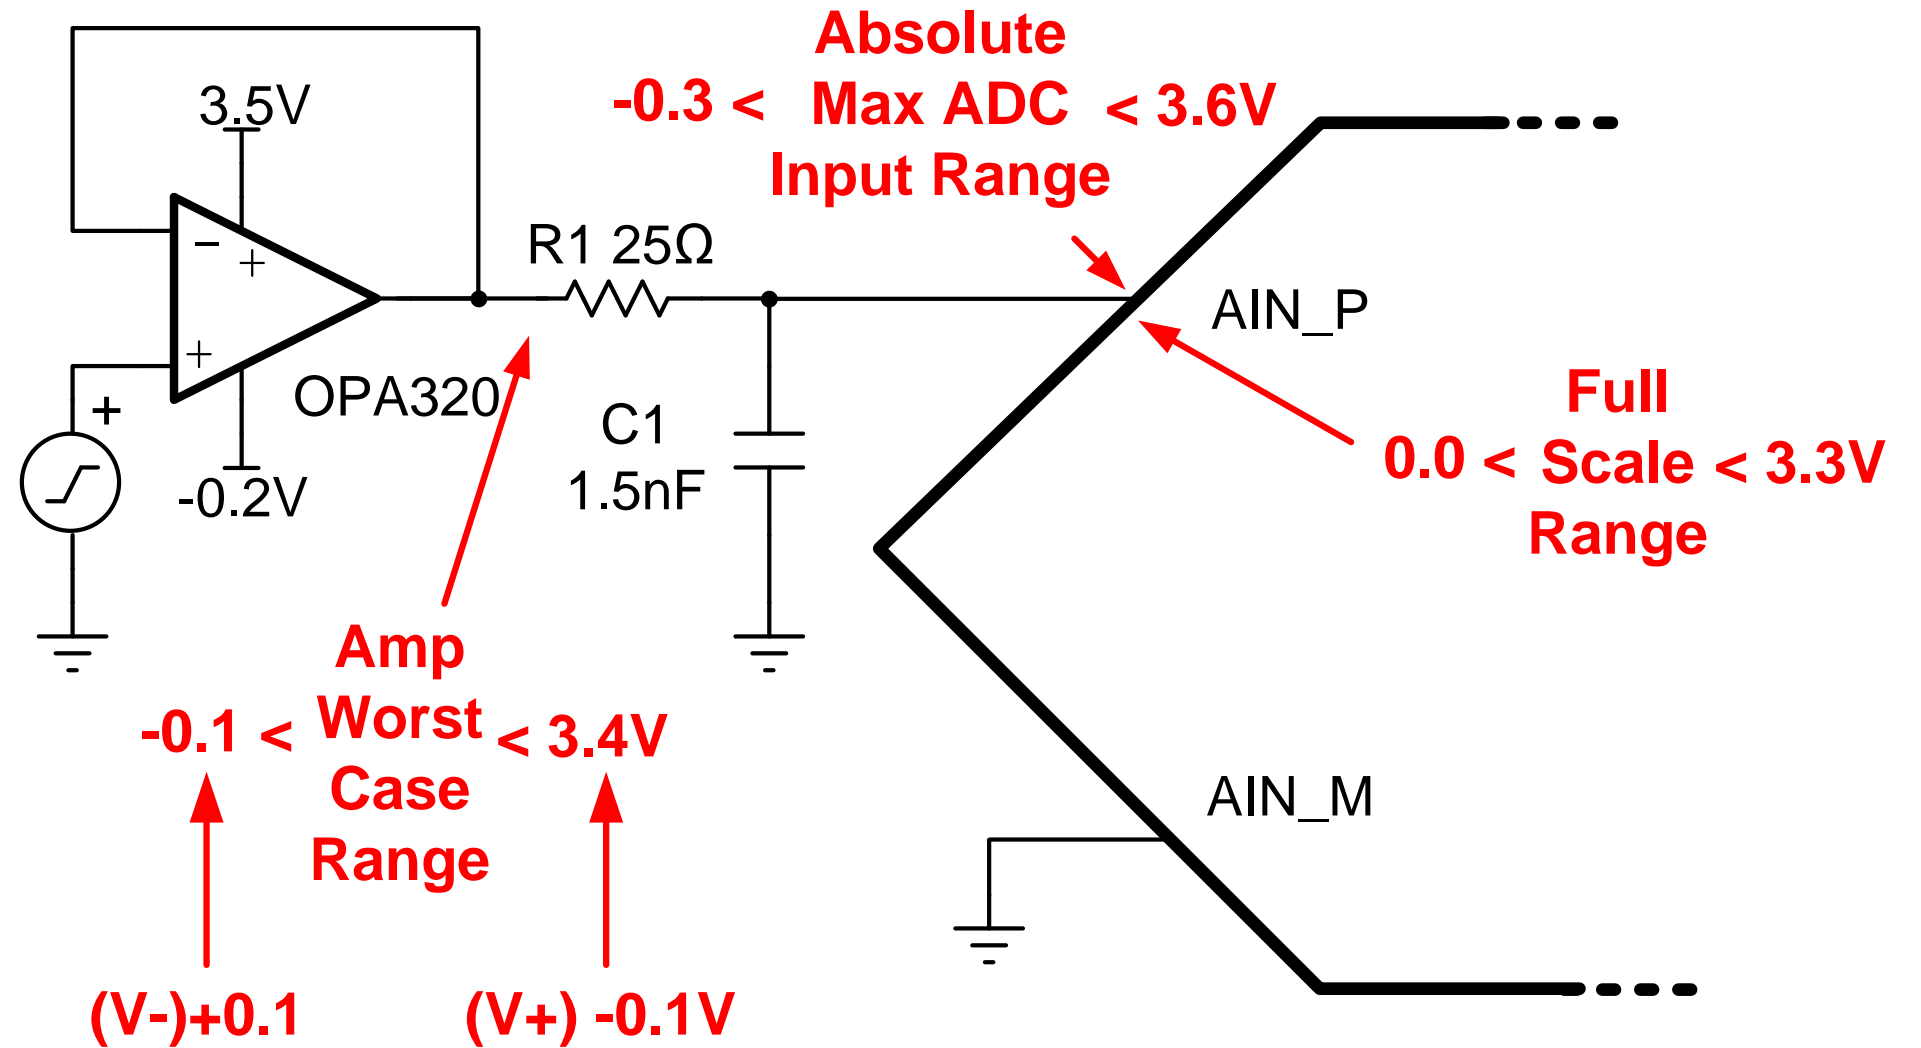 Absolute
-0.3 < Max ADC < 3.6V
Input Range
3.5V
−
+
R1 25Ω
+
OPA320
+
-0.2V
C1
1.5nF
AIN_P
Full
0.0 < Scale < 3.3V
Range
Amp
-0.1 < Worst < 3.4V
Case
Range
AIN_M
(V-)+0.1
(V+) -0.1V